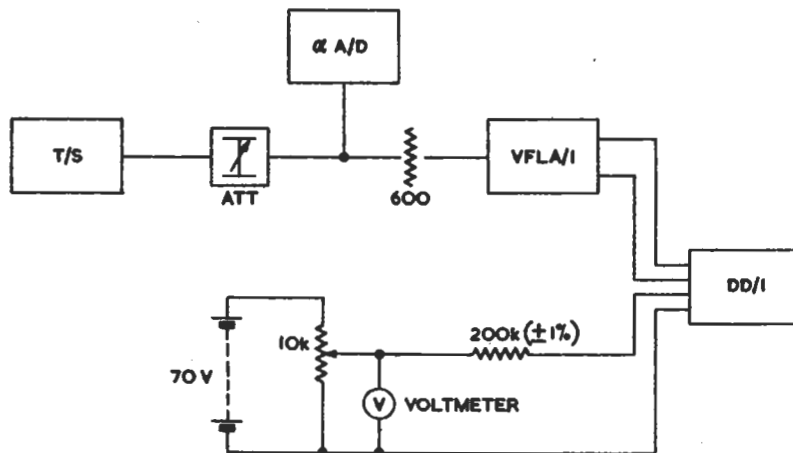 α A/D
T/S
ATT
600
VFLA/1
DD/1
70 V
10k
200k (±1%)
V
VOLTMETER